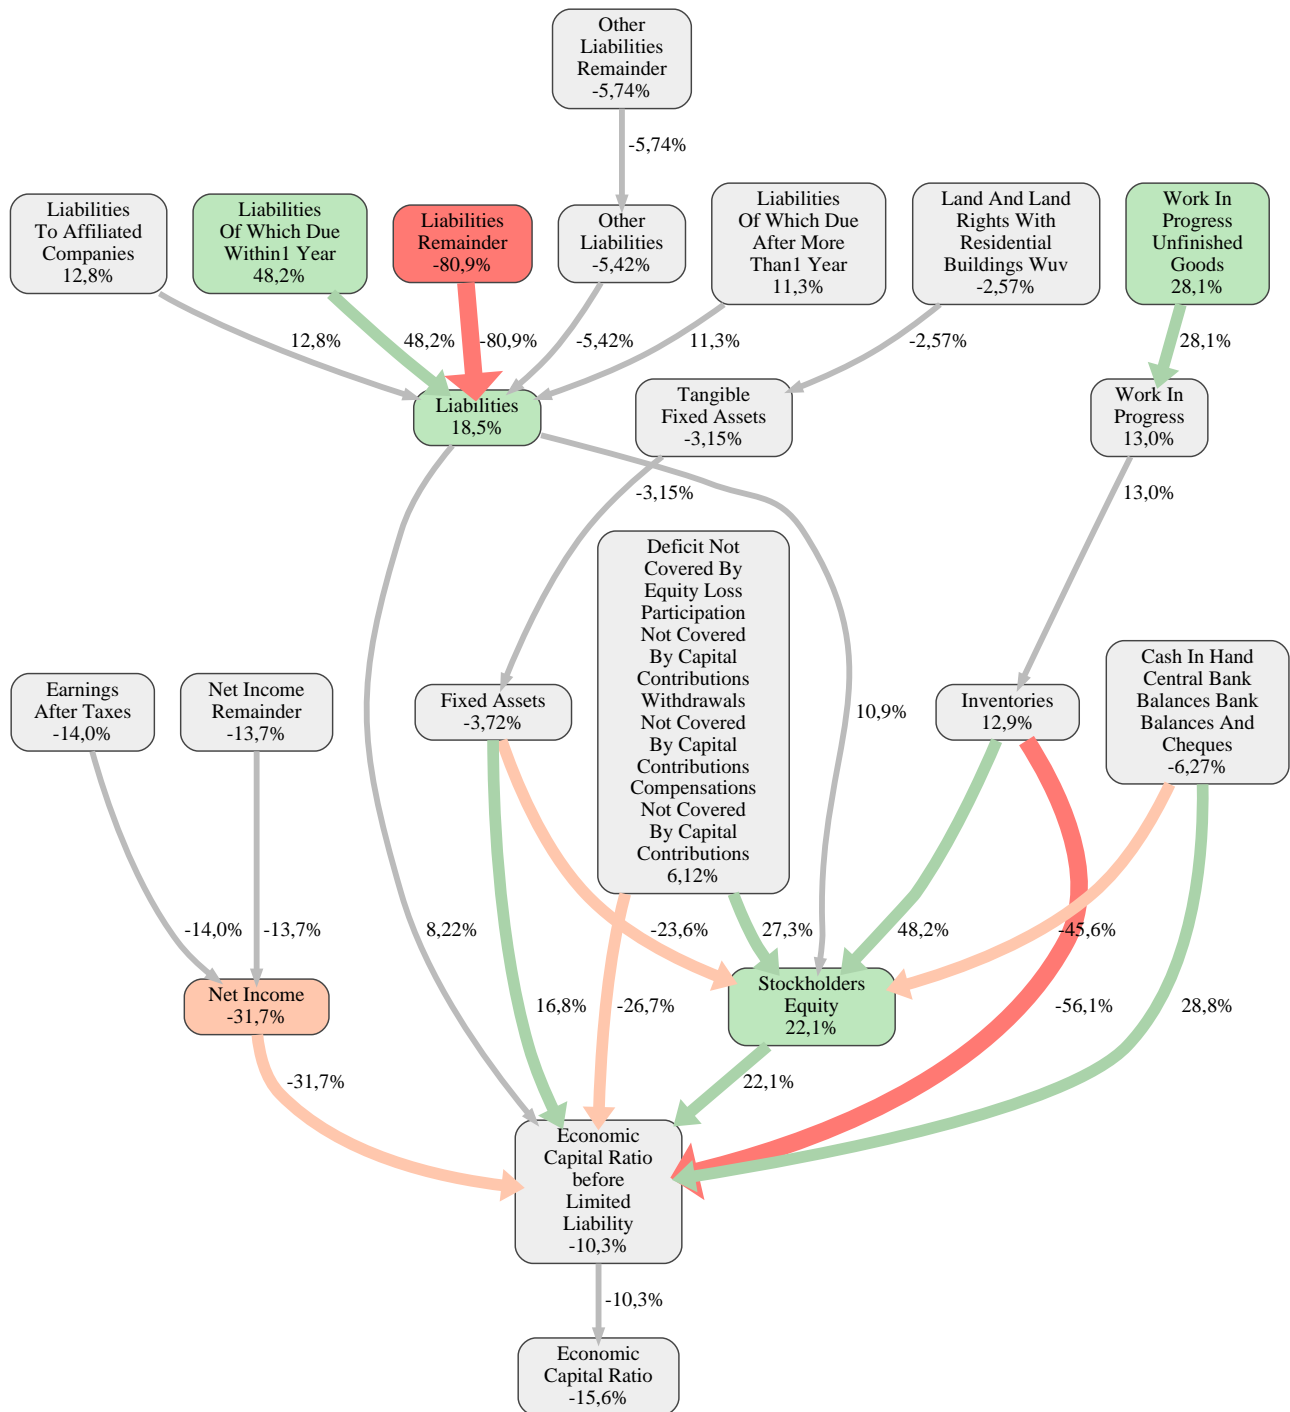 Other
Liabilities
Remainder
-5,74%
-5,74%
Liabilities
To Affiliated
Companies
12,8%
Liabilities
Of Which Due
Within1 Year
48,2%
Liabilities
Remainder
-80,9%
Other
Liabilities
-5,42%
Liabilities
Of Which Due
After More
Than1 Year
11,3%
Land And Land
Rights With
Residential
Buildings Wuv
-2,57%
Work In
Progress
Unfinished
Goods
28,1%
12,8%
48,2%
-80,9%
-5,42%
11,3%
-2,57%
28,1%
Liabilities
18,5%
Tangible
Fixed Assets
-3,15%
Work In
Progress
13,0%
-3,15%
13,0%
Deficit Not
Covered By
Equity Loss
Participation
Not Covered
By Capital
Contributions
Withdrawals
Not Covered
By Capital
Contributions
Compensations
Not Covered
By Capital
Contributions
6,12%
Cash In Hand
Central Bank
Balances Bank
Balances And
Cheques
-6,27%
Earnings
After Taxes
-14,0%
Net Income
Remainder
-13,7%
Fixed Assets
-3,72%
10,9%
Inventories
12,9%
-14,0%
-13,7%
8,22%
-23,6%
27,3%
48,2%
-45,6%
Net Income
-31,7%
16,8%
-26,7%
Stockholders
Equity
22,1%
-56,1%
28,8%
-31,7%
22,1%
Economic
Capital Ratio
before
Limited
Liability
-10,3%
-10,3%
Economic
Capital Ratio
-15,6%